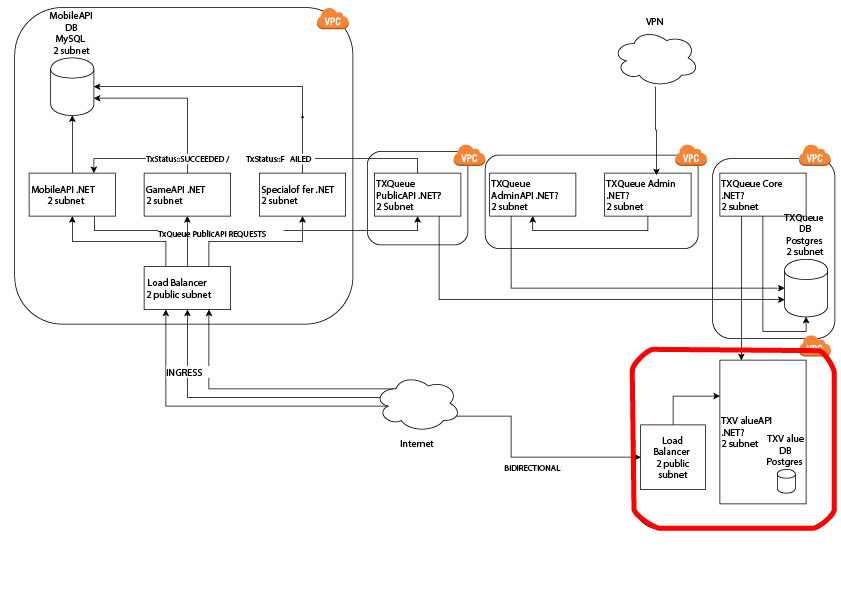 MobileAPI
DB
MySQL
2 subnet
VPC
VPN
TxStatus::SUCCEEDED /
TxStatus::F AILED
VPC
VPC
VPC
MobileAPI .NET
2 subnet
GameAPI .NET
2 subnet
Specialof fer .NET
2 subnet
TXQueue
PublicAPI .NET?
2 Subnet
TXQueue
AdminAPI .NET?
2 subnet
TXQueue Admin
.NET?
2 subnet
TXQueue Core
.NET?
2 subnet
TXQueue
DB
Postgres
2 subnet
TxQueue PublicAPI REQUESTS
Load Balancer
2 public subnet
INGRESS
Internet
BIDIRECTIONAL
VPC
Load
Balancer
2 public
subnet
TXV alueAPI
.NET?
2 subnet
TXV alue
DB
Postgres